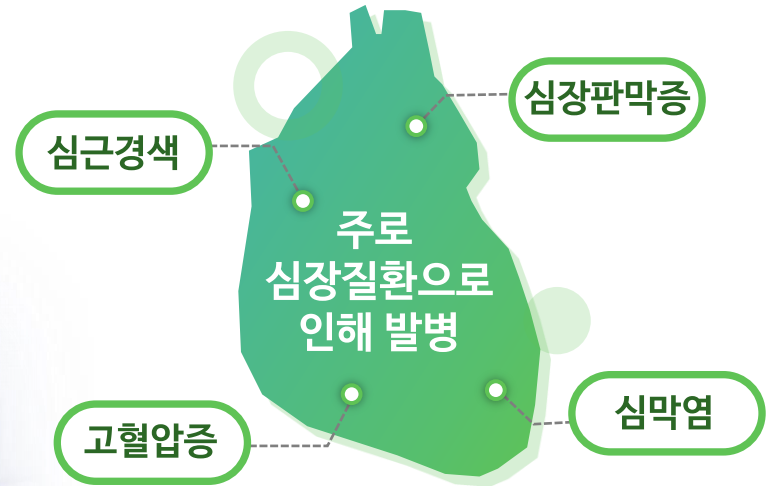 심장판막증
심근경색
주로
심장질환으로
인해 발병
심막염
고혈압증